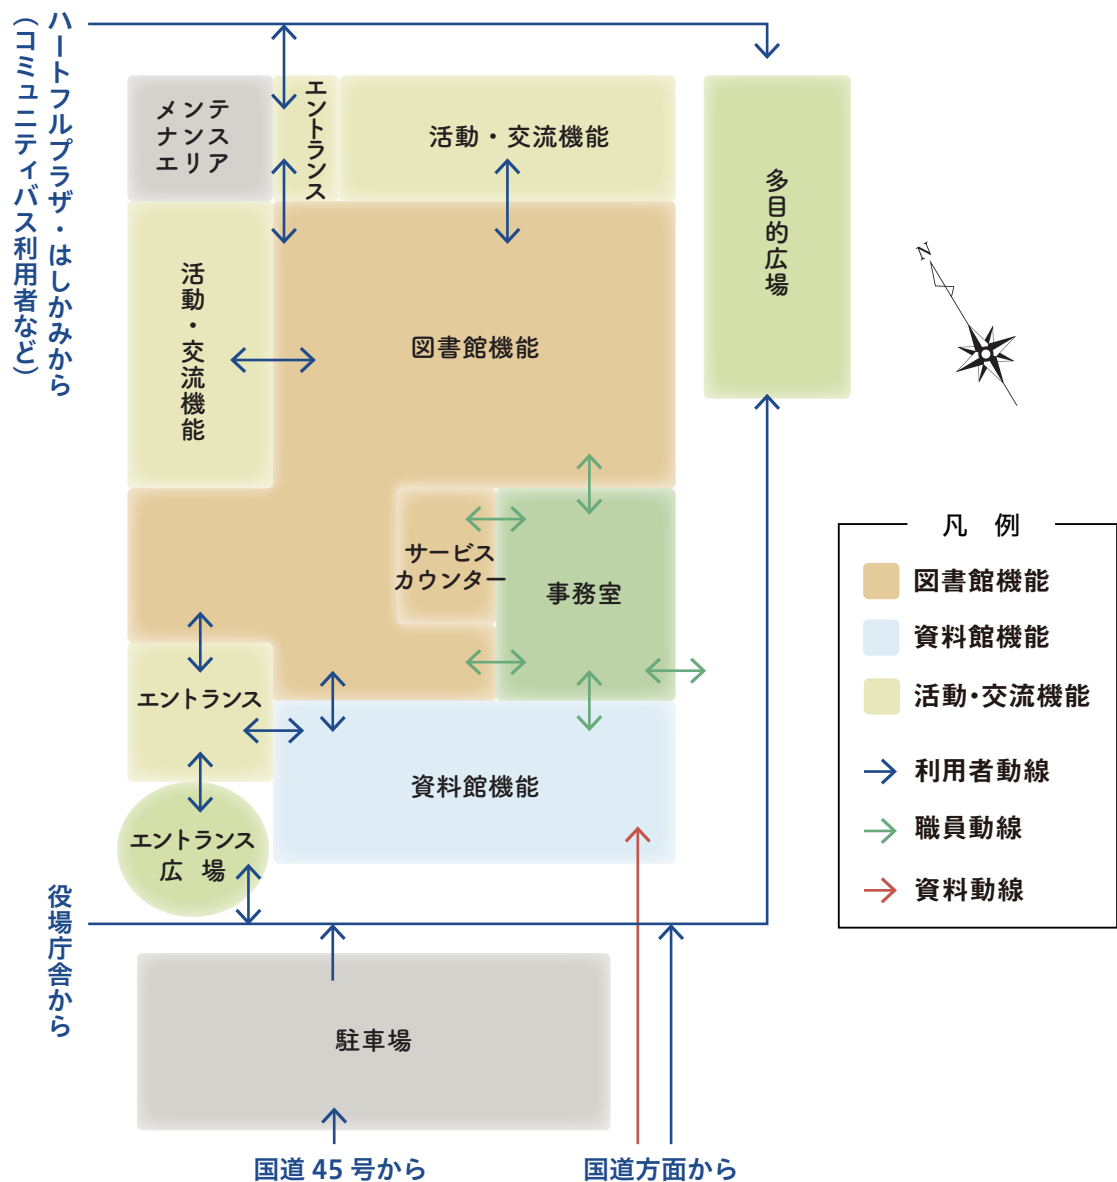 ハートフルプラザ・はしかみから
（コミュニティバス利用者など）
メンテ
ナンス
エリア
エントランス
活動・交流機能
多目的広場
N
活動・交流機能
図書館機能
サービス
カウンター
事務室
エントランス
資料館機能
エントランス
広場
役場庁舎から
駐車場
国道45号から
国道方面から
凡例
図書館機能
資料館機能
活動・交流機能
利用者動線
職員動線
資料動線